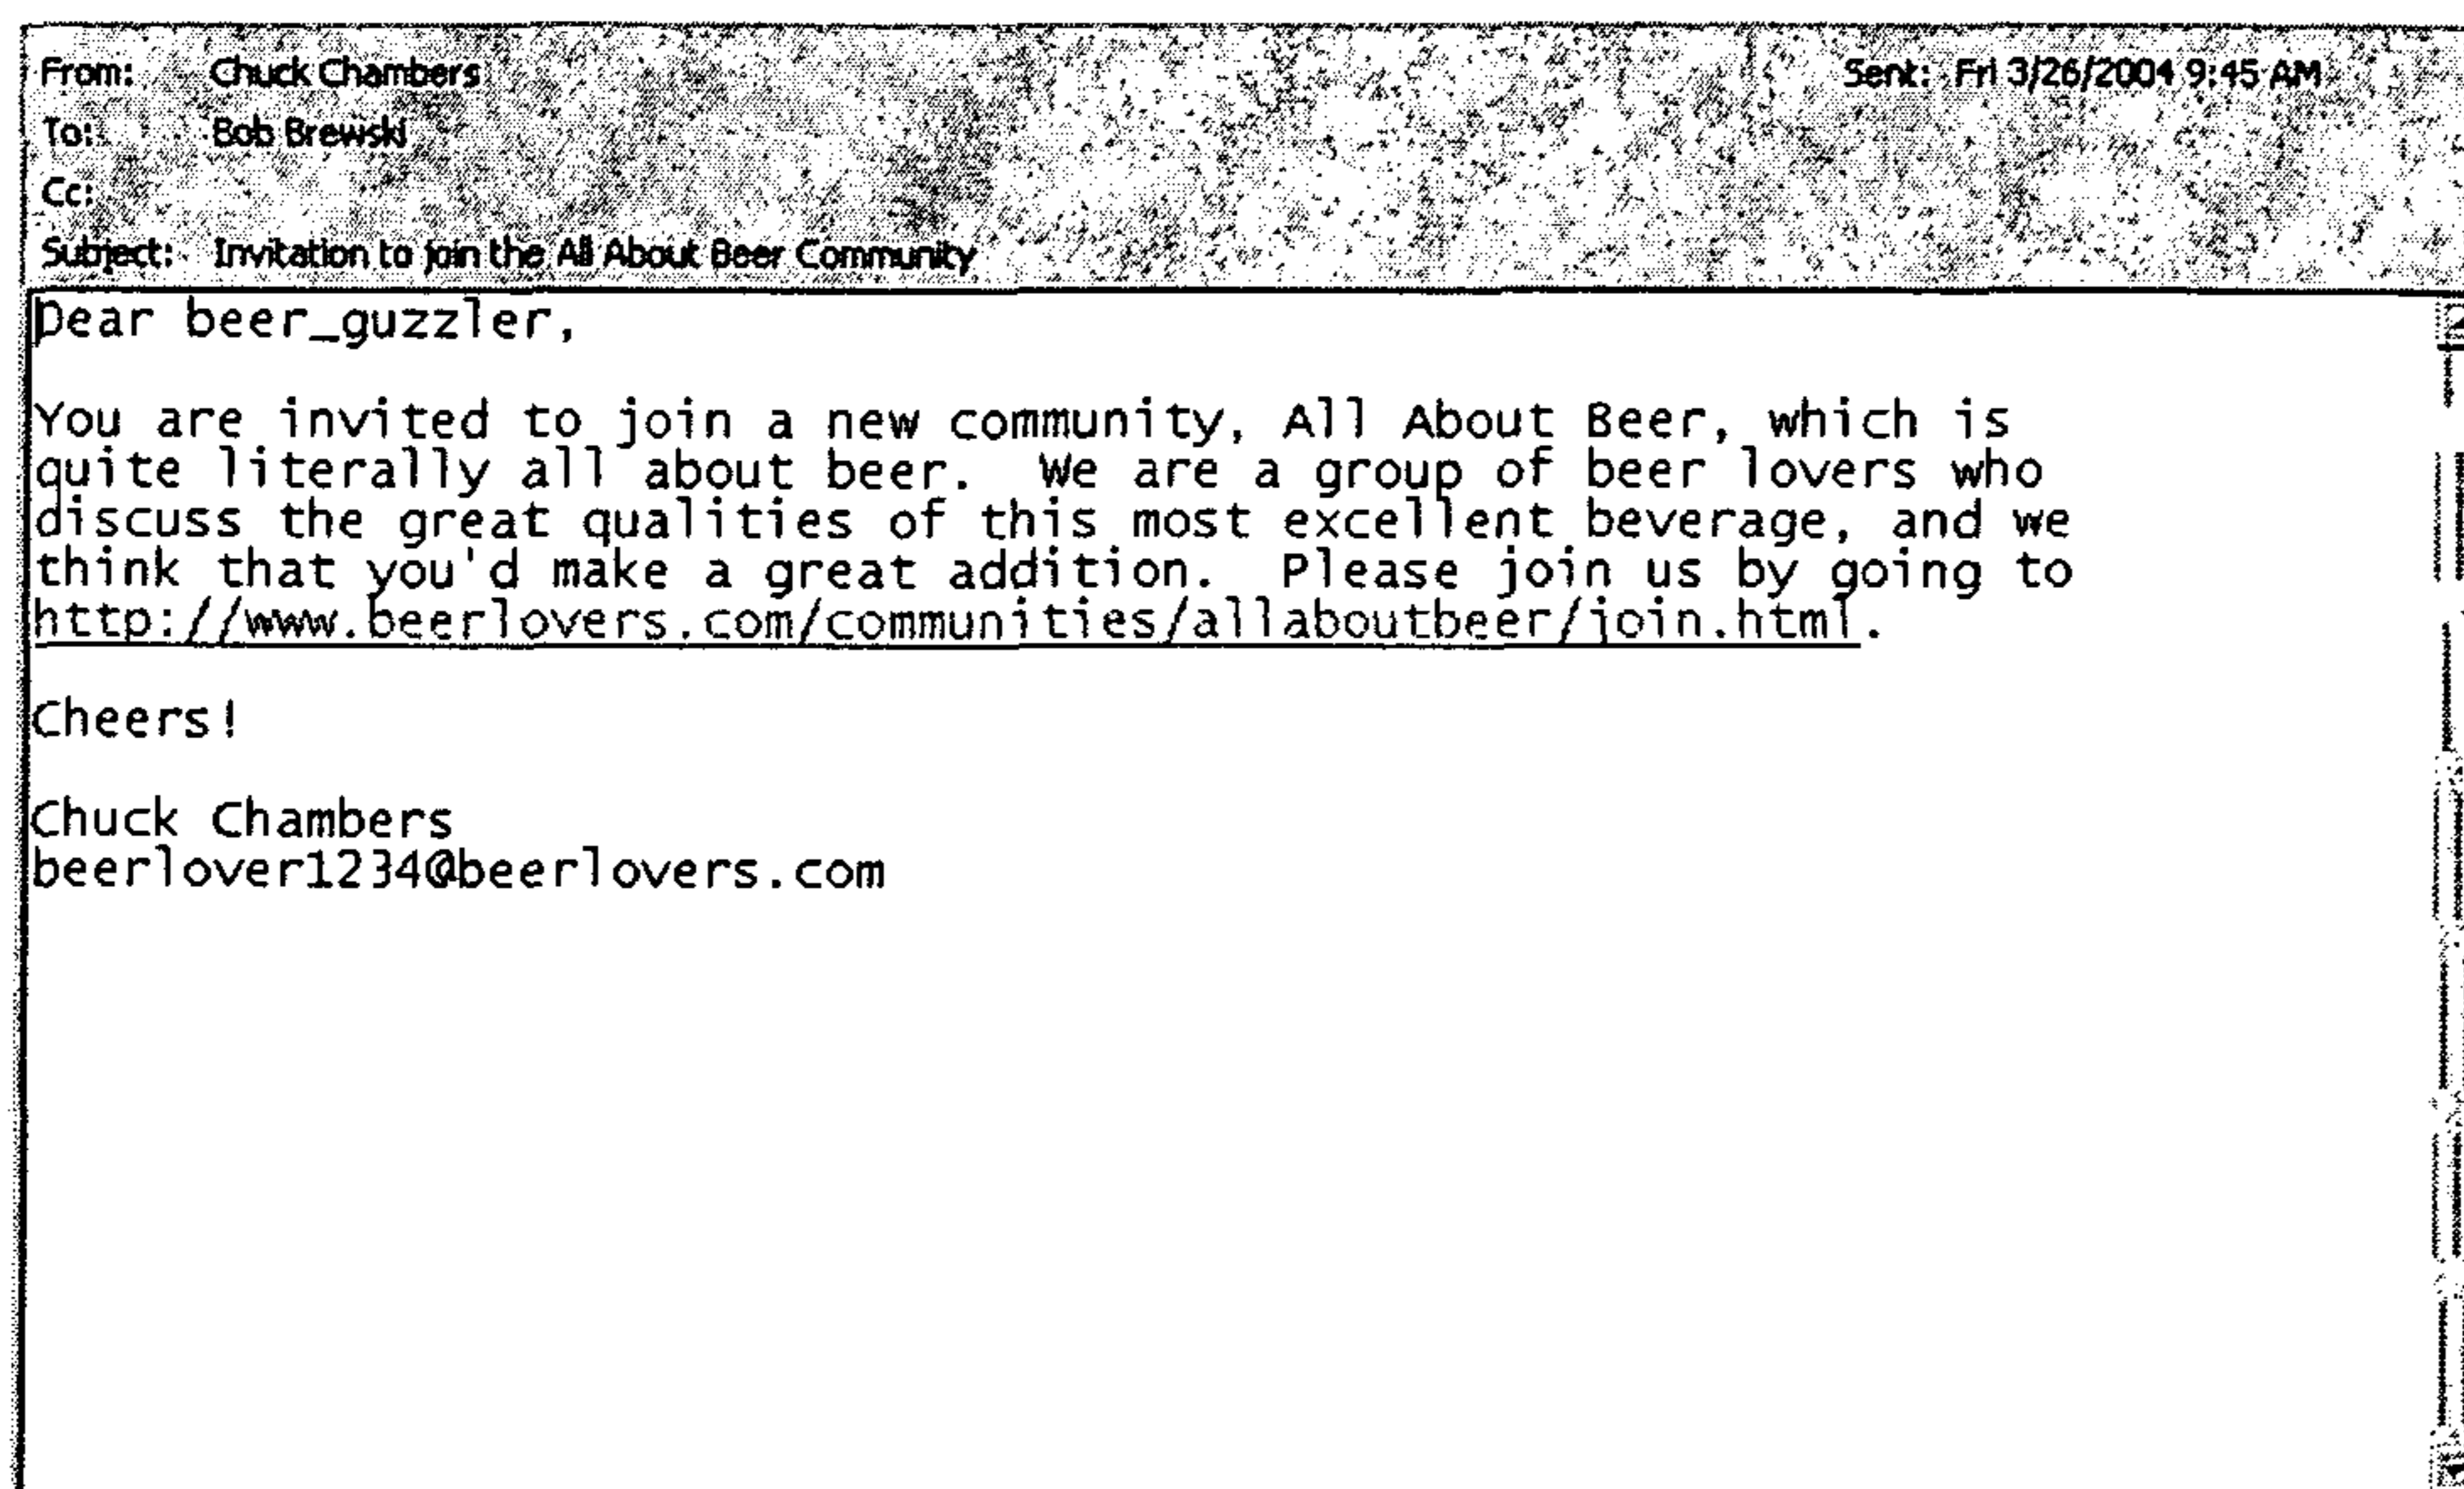 From: Chuck Chambers Sent: Fri 3/26/2004 9:45 AM
To: Bob Brewski
Cc:
Subject: Invitation to join the All About Beer Community
Dear beer_guzzler,
You are invited to join a new community, All About Beer, which is
quite literally all about beer.  We are a group of beer lovers who
discuss the great qualities of this most excellent beverage, and we
think that you'd make a great addition.  Please join us by going to
http://www.beerlovers.com/communities/allaboutbeer/join.html.
Cheers!
Chuck Chambers
beerlover1234@beerlovers.com